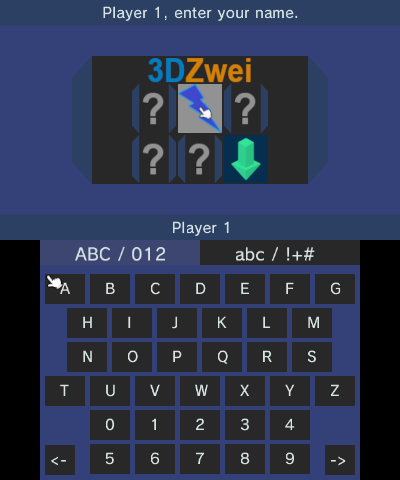 Player 1, enter your name.
3DZwei
? ?
? ?
Player 1
ABC / 012 abc / !+#
A B C D E F G
H I J K L M
N O P Q R S
T U V W X Y Z
0 1 2 3 4
<- 5 6 7 8 9 ->